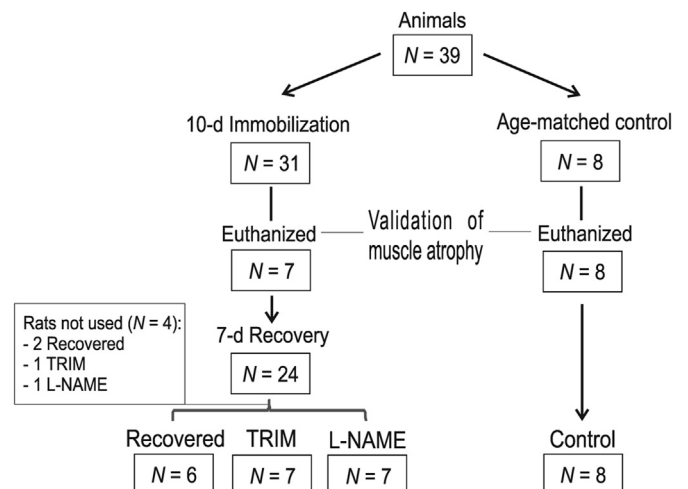 Animals
N = 39
10-d Immobilization
Age-matched control
N = 31
N = 8
Validation of
muscle atrophy
Euthanized
Euthanized
N = 7
N = 8
Rats not used (N = 4):
- 2 Recovered
- 1 TRIM
- 1 L-NAME
7-d Recovery
N = 24
Recovered
TRIM
L-NAME
Control
N = 6
N = 7
N = 7
N = 8